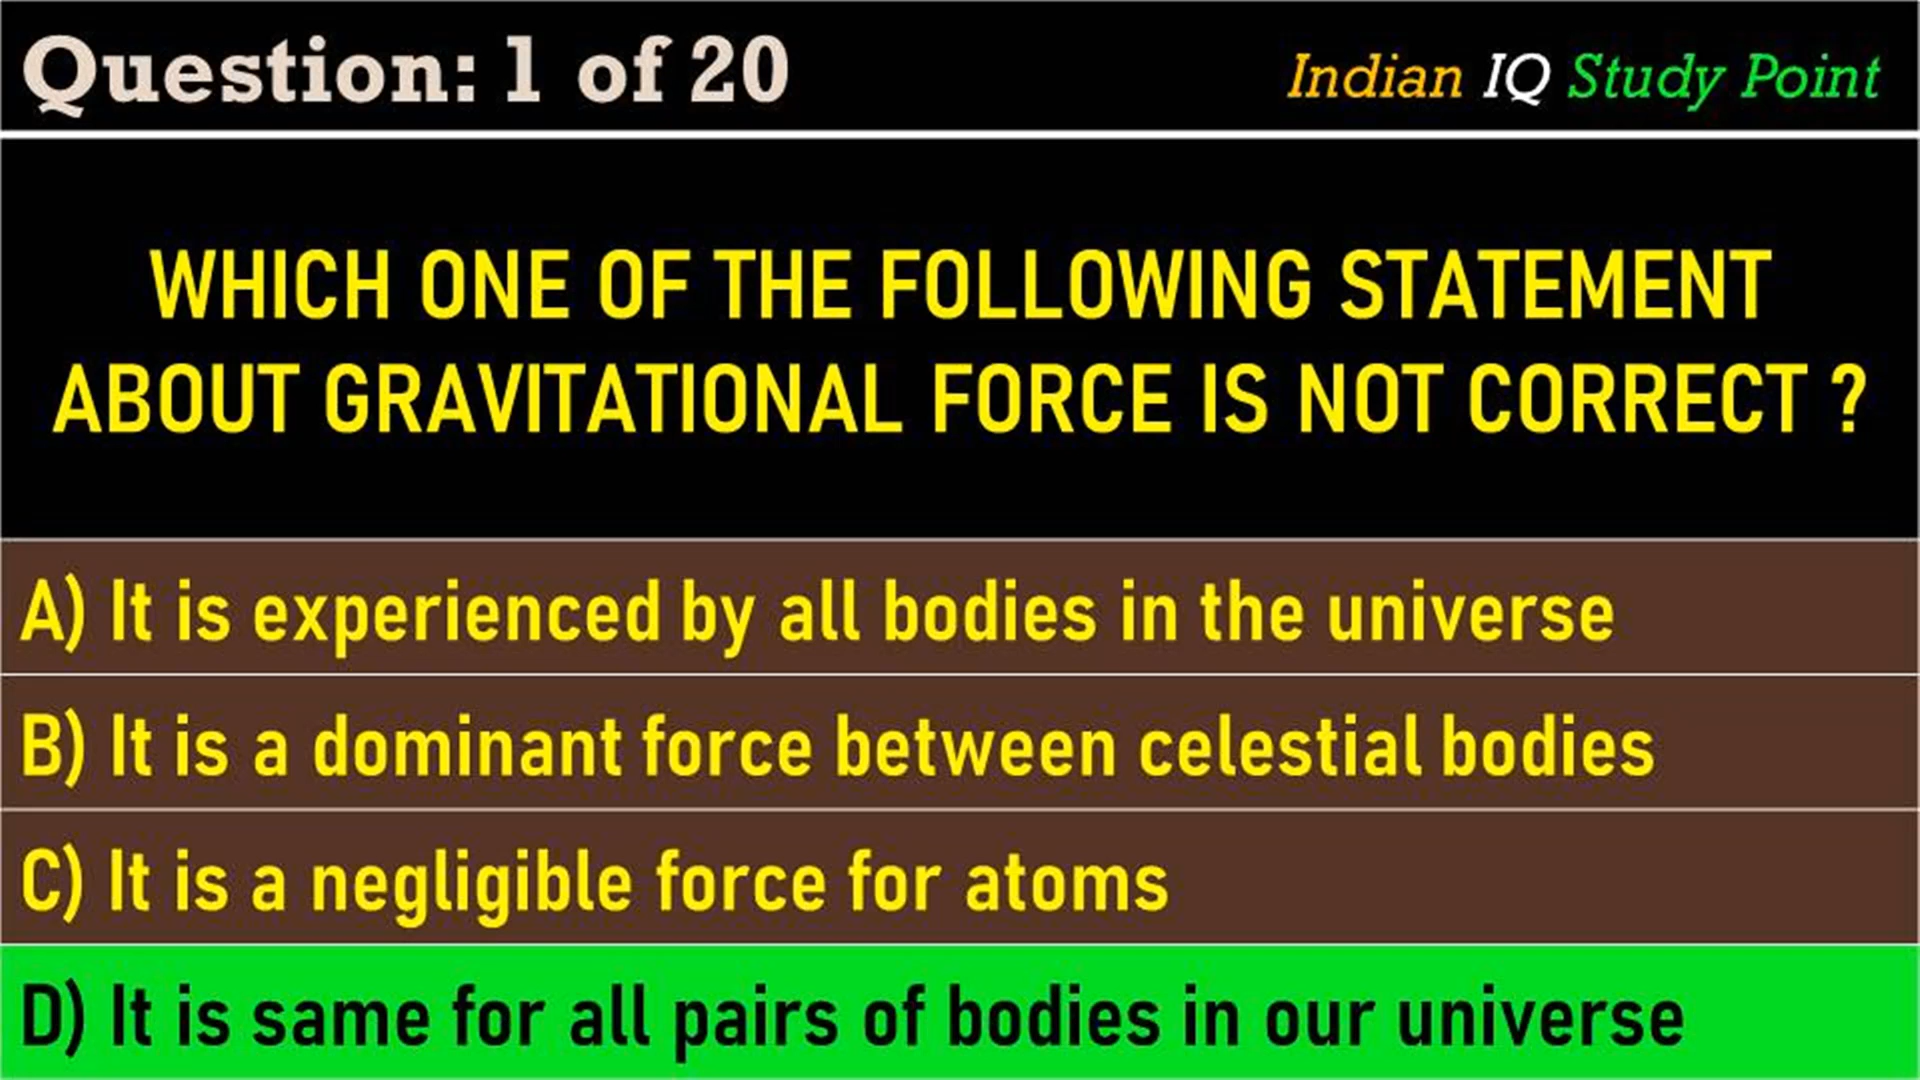 Question: 1 of 20
Indian IQ Study Point
WHICH ONE OF THE FOLLOWING STATEMENT
ABOUT GRAVITATIONAL FORCE IS NOT CORRECT ?
A) It is experienced by all bodies in the universe
B) It is a dominant force between celestial bodies
C) It is a negligible force for atoms
D) It is same for all pairs of bodies in our universe